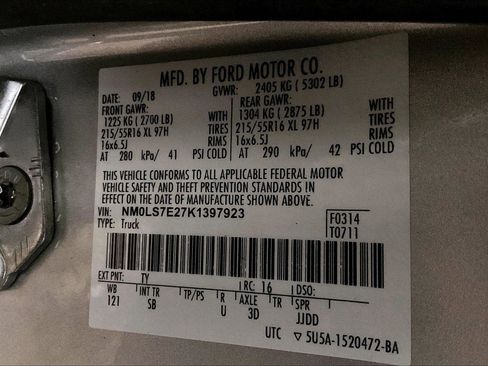 MFD. BY FORD MOTOR CO.
DATE: 09/18 GVWR: 2405 KG ( 5302 LB)
FRONT GAWR: REAR GAWR:
1225 KG ( 2700 LB) WITH 1304 KG ( 2875 LB) WITH
215/55R16 XL 97H TIRES 215/55R16 XL 97H TIRES
16x6.5J RIMS 16x6.5J RIMS
AT 280 kPa/ 41 PSI COLD AT 290 kPa/ 42 PSI COLD
THIS VEHICLE CONFORMS TO ALL APPLICABLE FEDERAL MOTOR
VEHICLE SAFETY AND THEFT PREVENTION STANDARDS IN
EFFECT ON THE DATE OF MANUFACTURE SHOWN ABOVE.
VIN: NM0LS7E27K1397923 F0314
TYPE: Truck T0711
EXT PNT: TY RC: 16 DSO:
WB INT TR TP/PS R AXLE TR SPR
121 SB U 3D JJDD
UTC ▽ 5U5A-1520472-BA